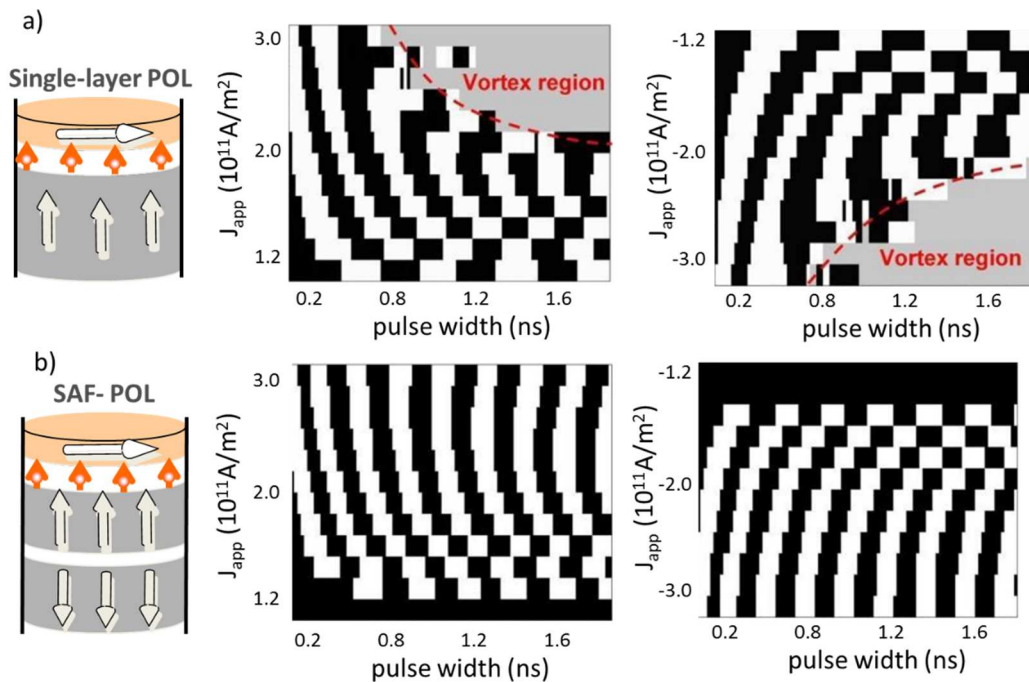 a)
Single-layer POL
J_app (10^11 A/m^2)
3.0
2.0
1.2
Vortex region
0.2 0.8 1.2 1.6
pulse width (ns)
J_app (10^11 A/m^2)
-1.2
-2.0
-3.0
Vortex region
0.2 0.8 1.2 1.6
pulse width (ns)
b)
SAF- POL
J_app (10^11 A/m^2)
3.0
2.0
1.2
0.2 0.8 1.2 1.6
pulse width (ns)
J_app (10^11 A/m^2)
-1.2
-2.0
-3.0
0.2 0.8 1.2 1.6
pulse width (ns)